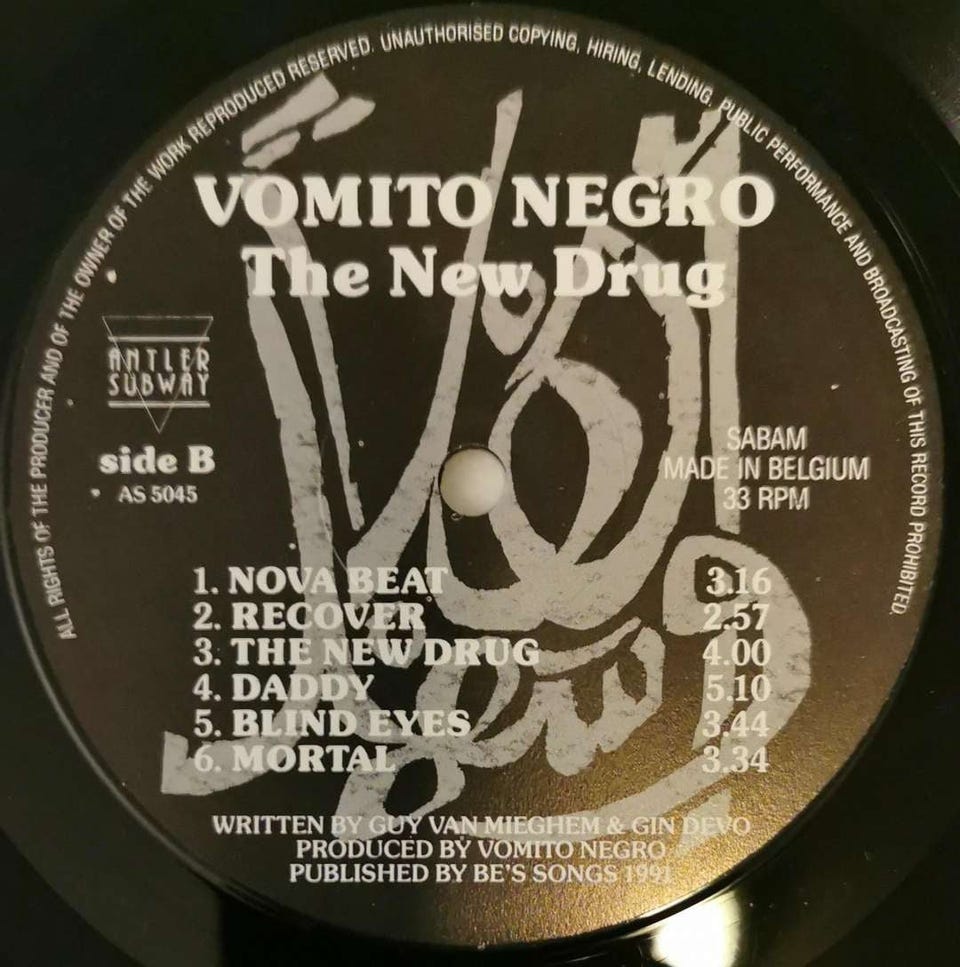 ALL RIGHTS OF THE PRODUCER AND OF THE OWNER OF THE WORK REPRODUCED RESERVED. UNAUTHORISED COPYING, HIRING, LENDING, PUBLIC PERFORMANCE AND BROADCASTING OF THIS RECORD PROHIBITED.
VOMITO NEGRO
The New Drug
ANTLER
SUBWAY
side B
AS 5045
SABAM
MADE IN BELGIUM
33 RPM
1. NOVA BEAT 3.16
2. RECOVER 2.57
3. THE NEW DRUG 4.00
4. DADDY 5.10
5. BLIND EYES 3.44
6. MORTAL 3.34
WRITTEN BY GUY VAN MIEGHEM & GIN DEVO
PRODUCED BY VOMITO NEGRO
PUBLISHED BY BE'S SONGS 1991